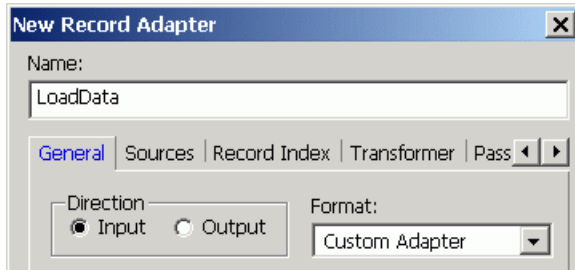 New Record Adapter
Name:
LoadData
General Sources Record Index Transformer Pass
Direction
Input Output
Format:
Custom Adapter